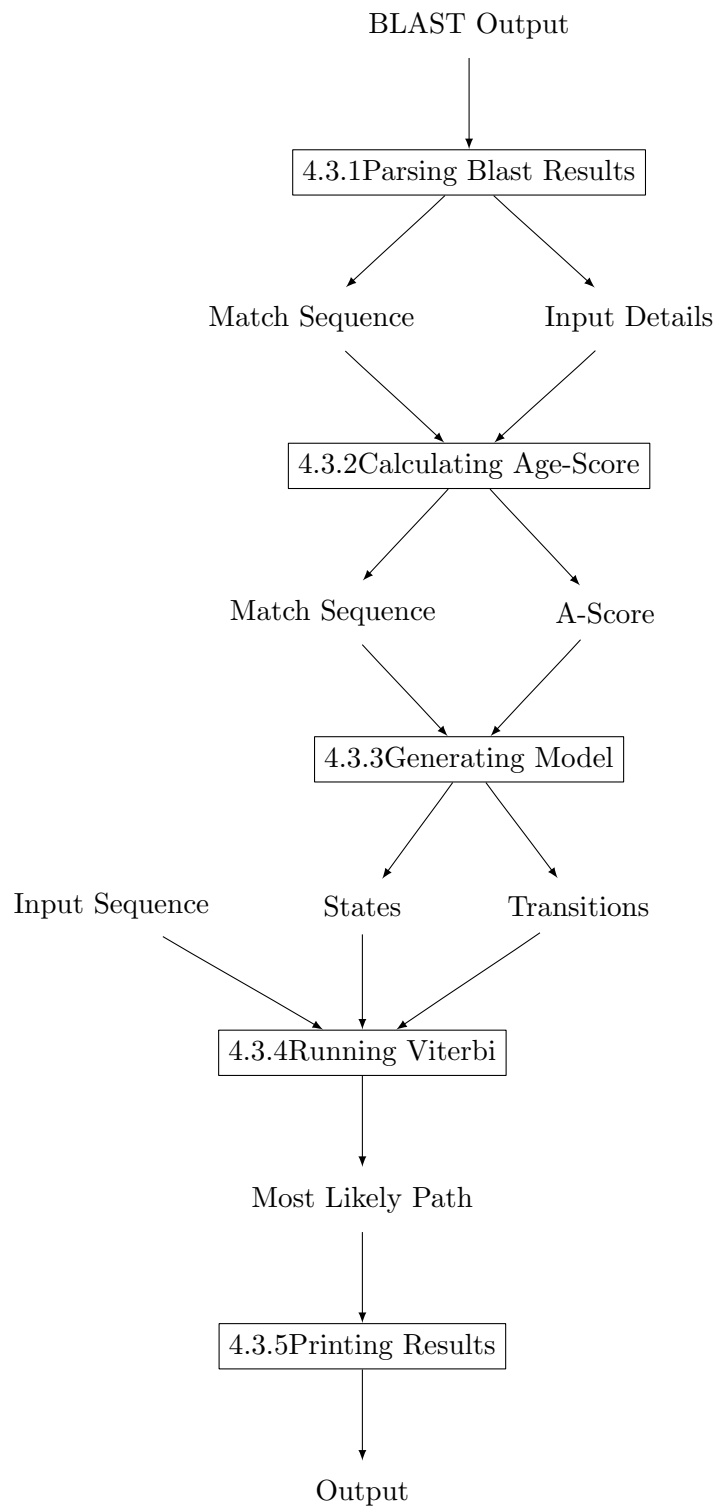 BLAST Output
4.3.1Parsing Blast Results
Match Sequence
Input Details
4.3.2Calculating Age-Score
Match Sequence
A-Score
4.3.3Generating Model
Input Sequence
States
Transitions
4.3.4Running Viterbi
Most Likely Path
4.3.5Printing Results
Output